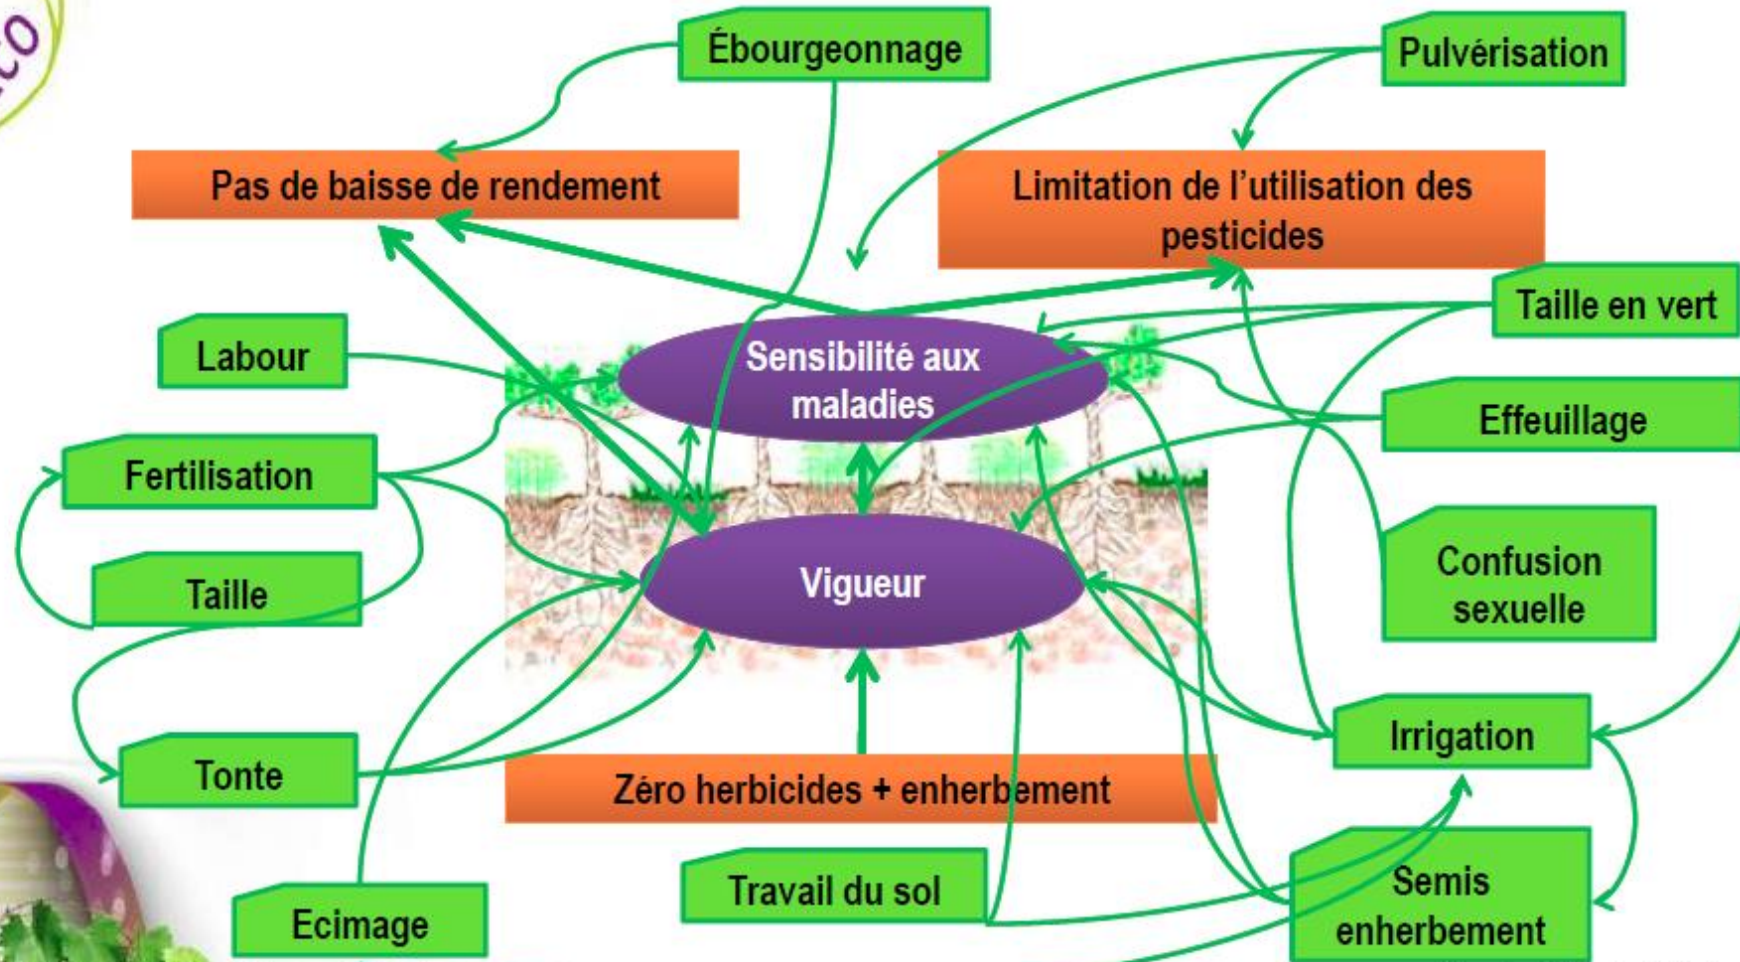 Ébourgeonnage
Pulvérisation
Pas de baisse de rendement
Limitation de l'utilisation des
pesticides
Taille en vert
Labour
Sensibilité aux
maladies
Effeuillage
Fertilisation
Confusion
sexuelle
Taille
Vigueur
Irrigation
Tonte
Zéro herbicides + enherbement
Travail du sol
Semis
enherbement
Ecimage